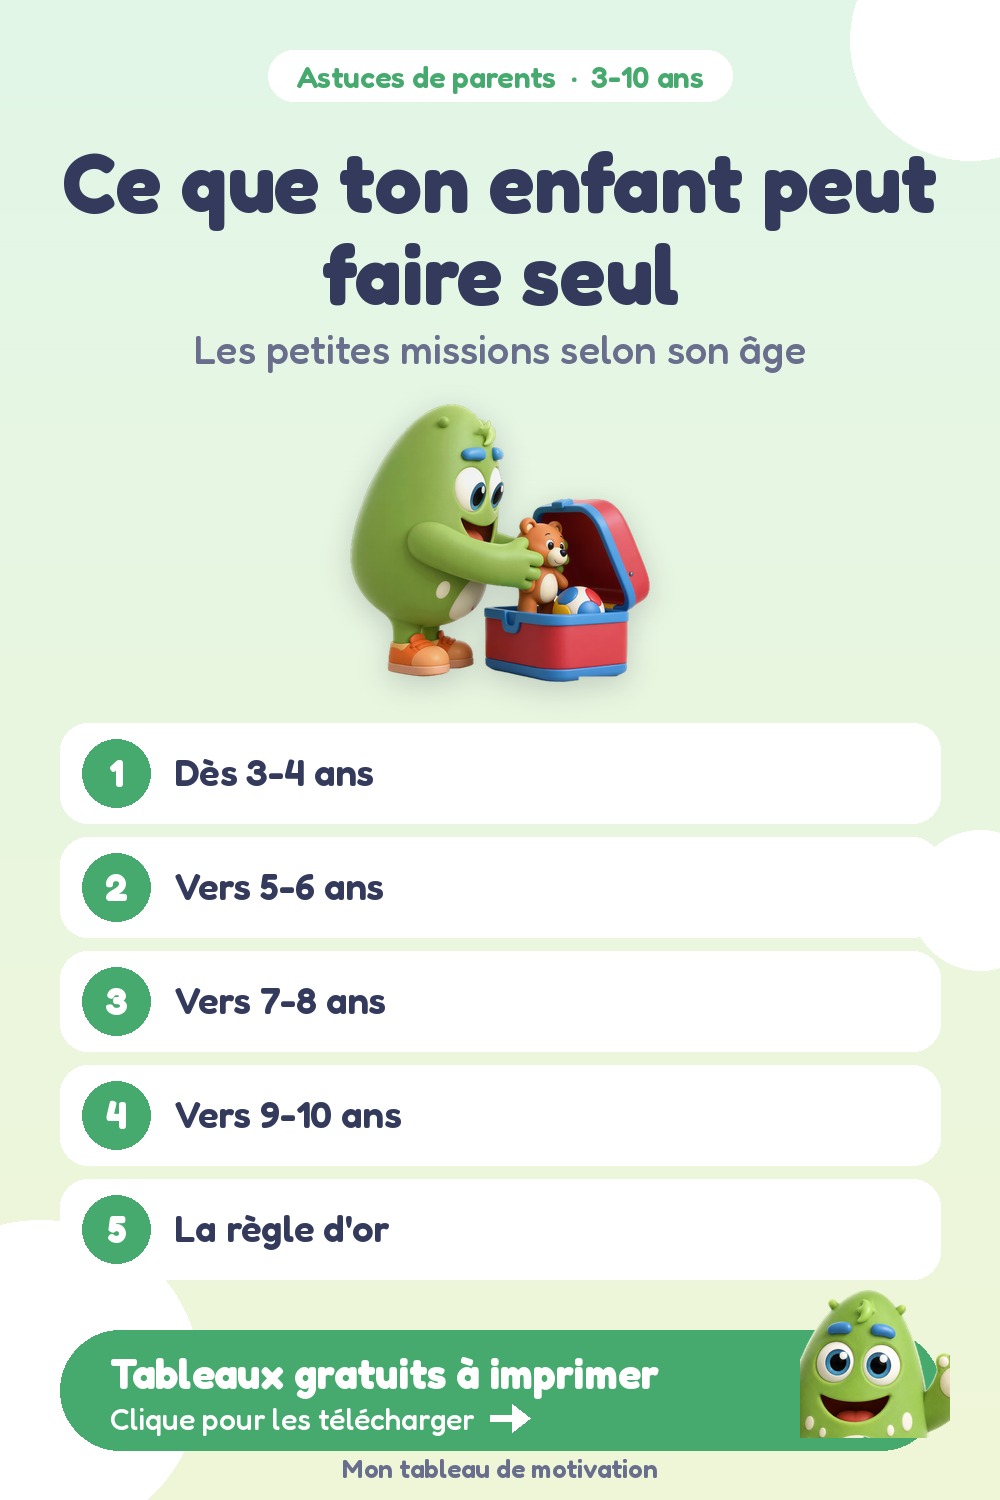 Astuces de parents · 3-10 ans
Ce que ton enfant peut
faire seul
Les petites missions selon son âge
1 Dès 3-4 ans
2 Vers 5-6 ans
3 Vers 7-8 ans
4 Vers 9-10 ans
5 La règle d'or
Tableaux gratuits à imprimer
Clique pour les télécharger →
Mon tableau de motivation